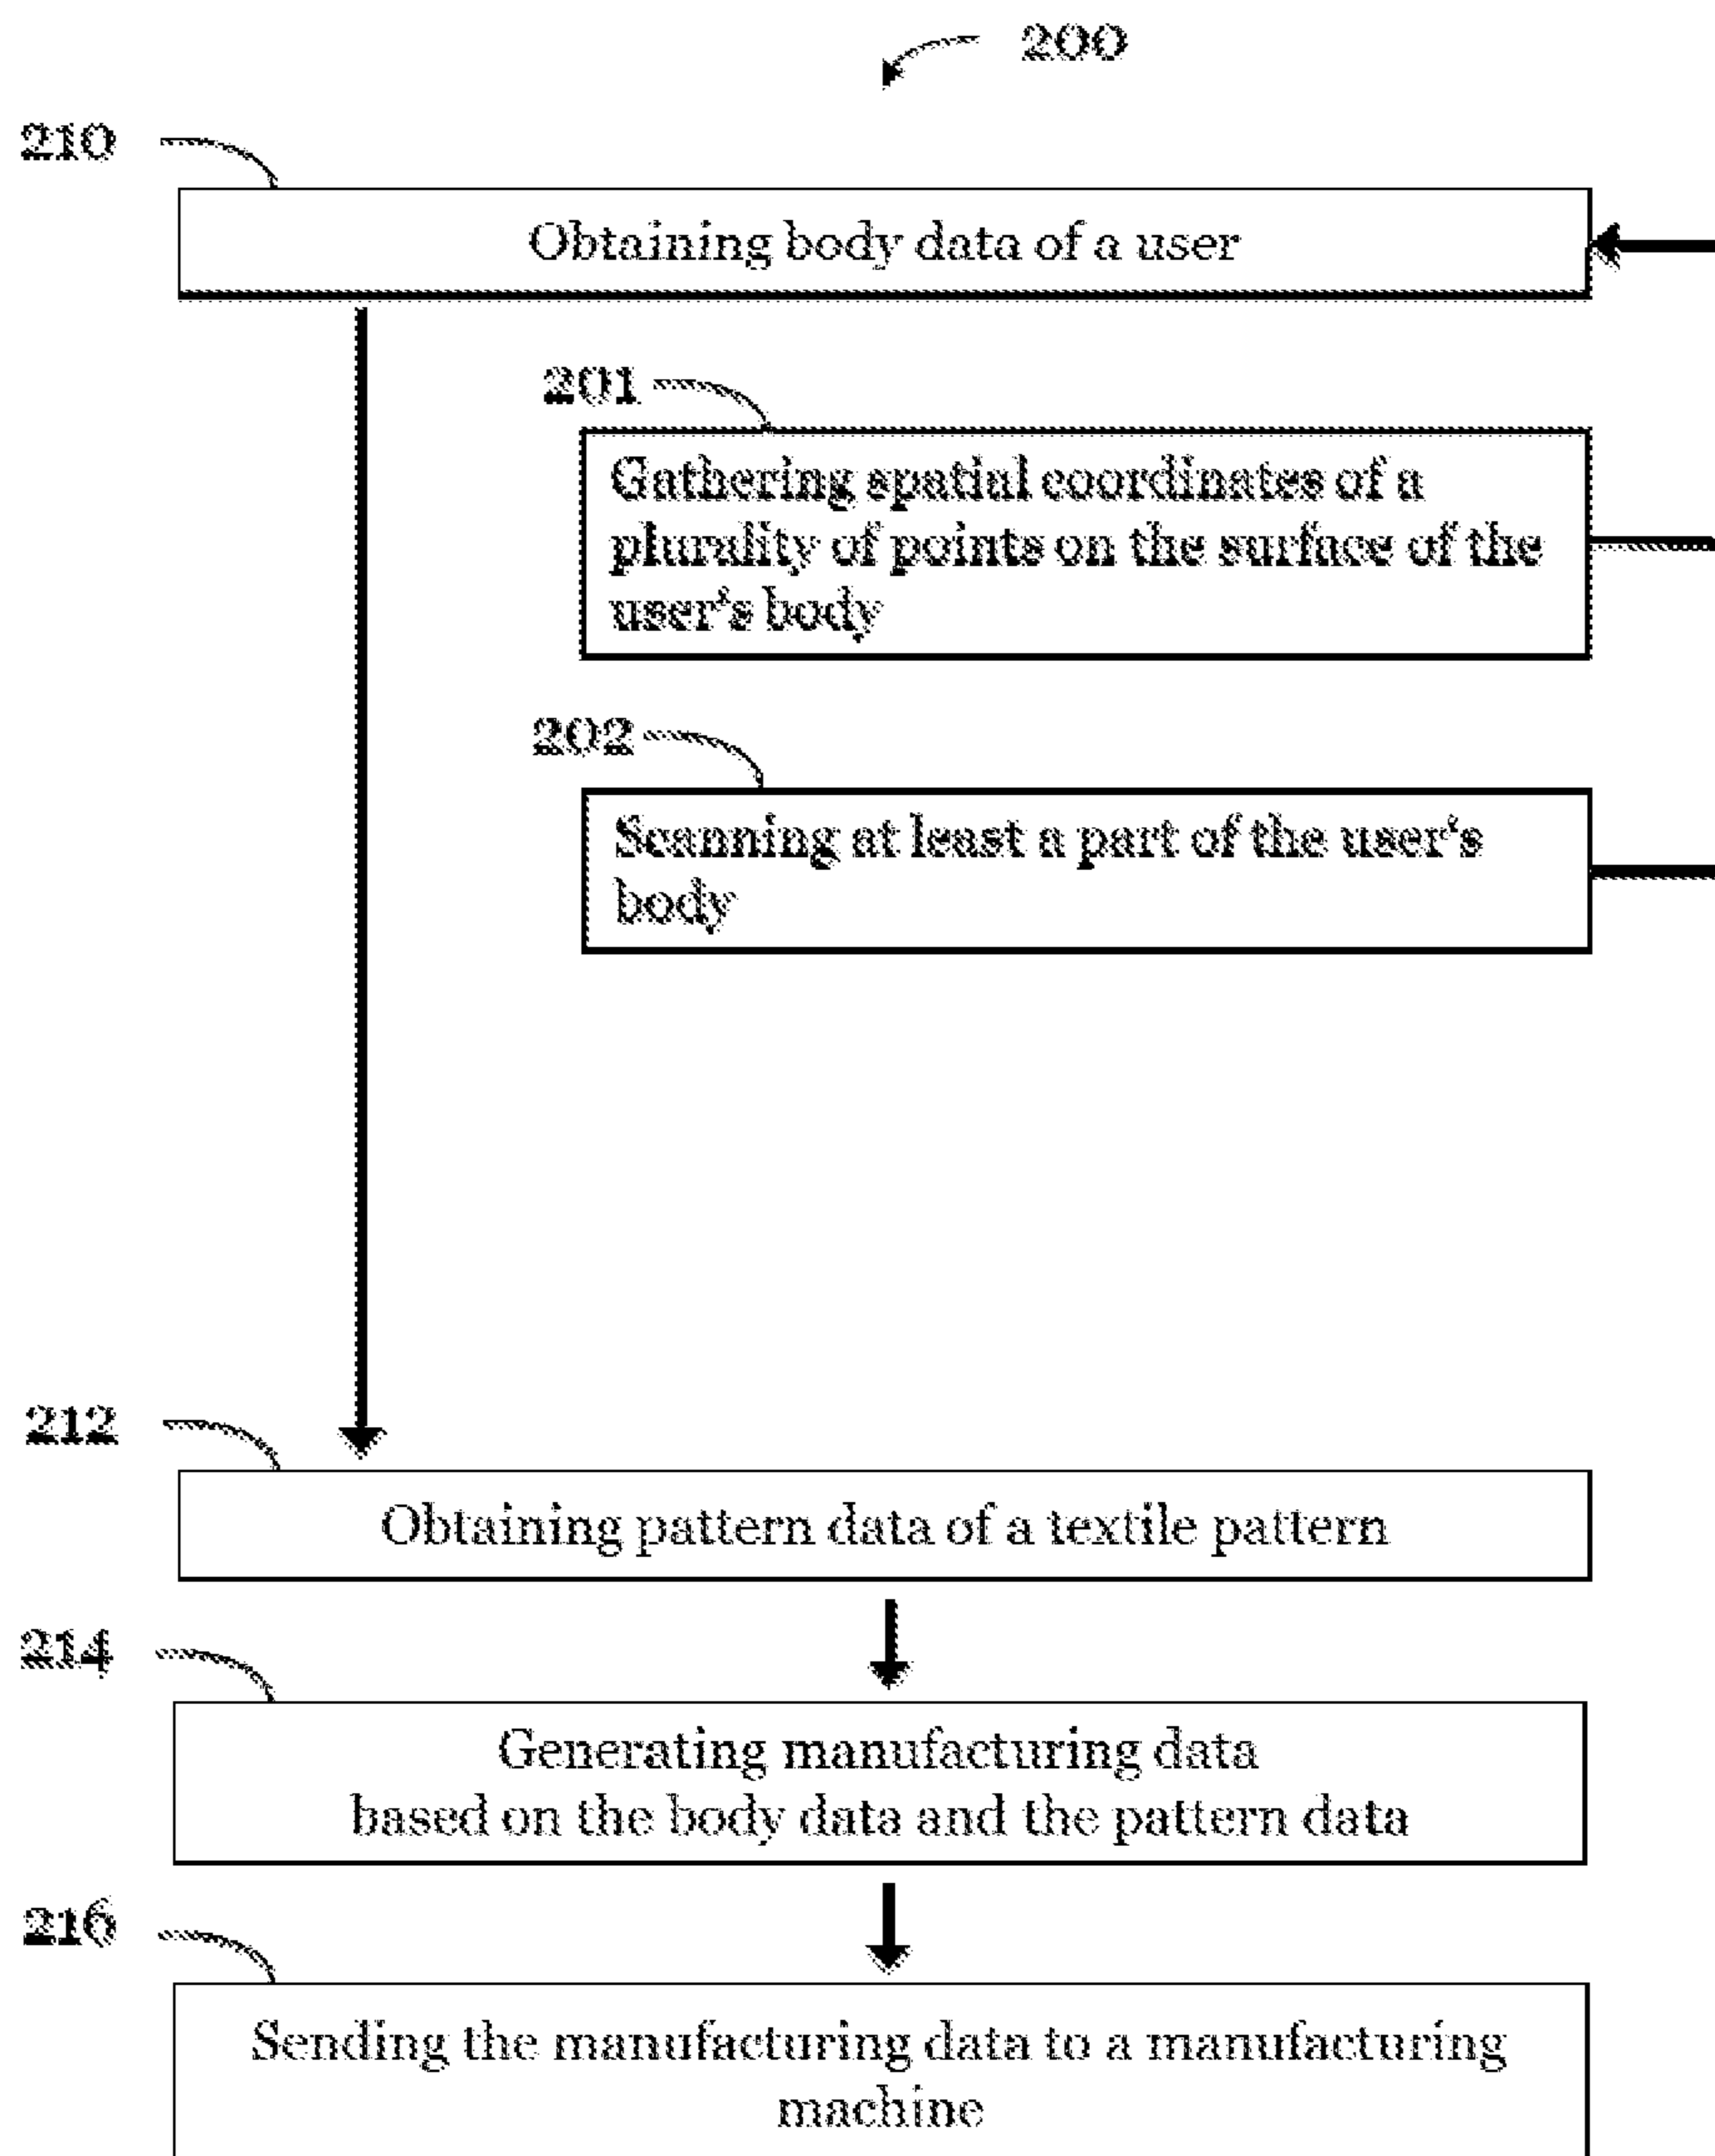 200
210
Obtaining body data of a user
201
Gathering spatial coordinates of a
plurality of points on the surface of the
user‘s body
202
Scanning at least a part of the user‘s
body
212
Obtaining pattern data of a textile pattern
214
Generating manufacturing data
based on the body data and the pattern data
216
Sending the manufacturing data to a manufacturing
machine